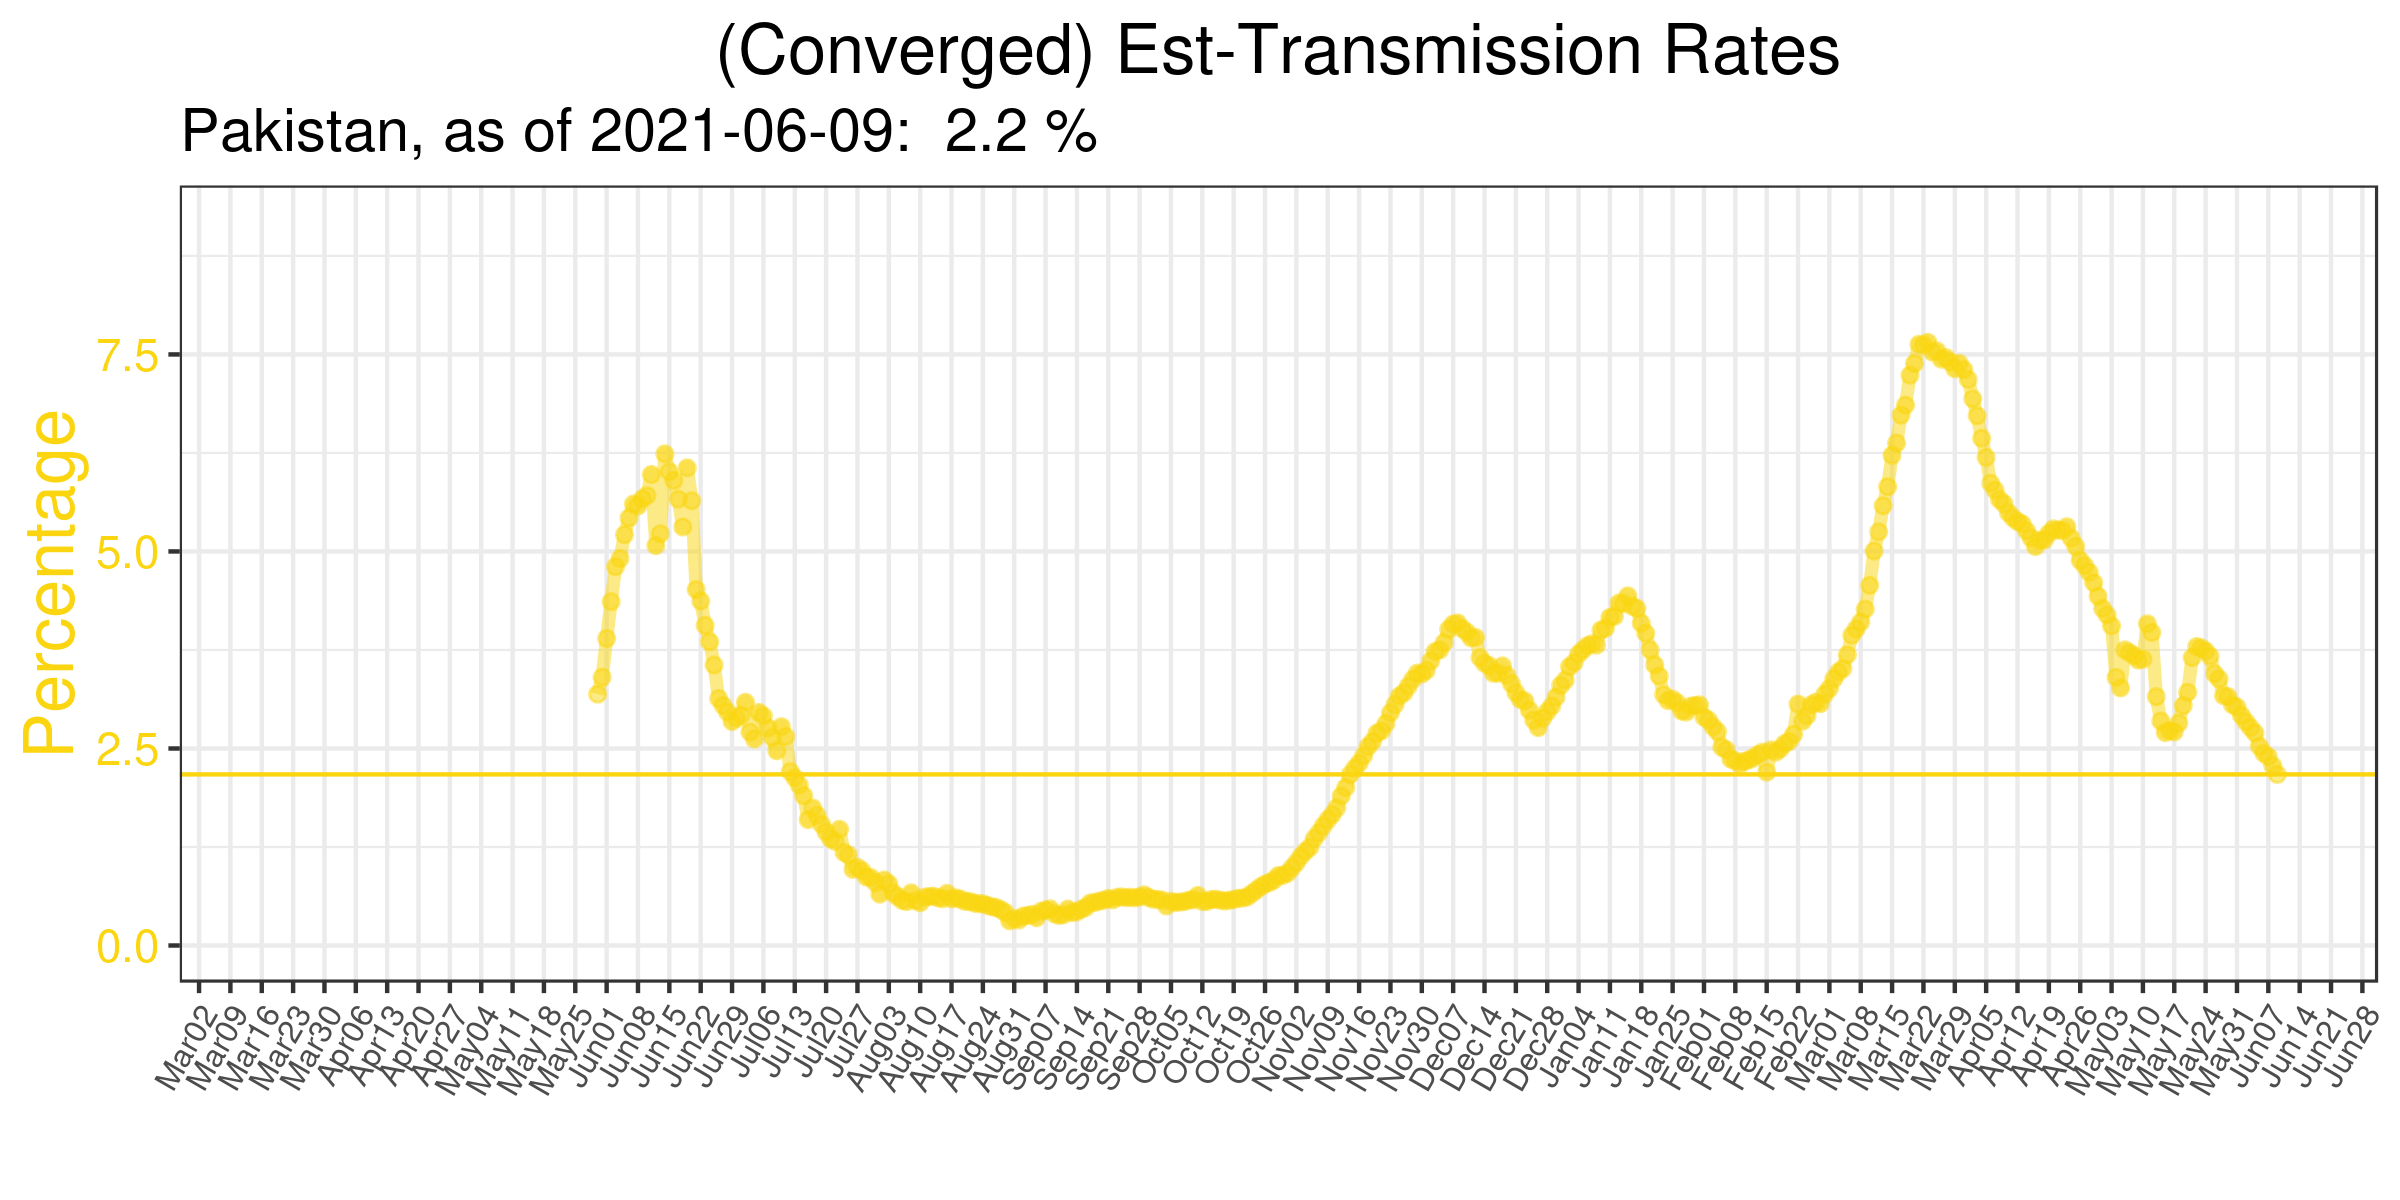 (Converged) Est-Transmission Rates
Pakistan, as of 2021-06-09: 2.2 %
Percentage
7.5
5.0
2.5
0.0
Mar02
Mar09
Mar16
Mar23
Mar30
Apr06
Apr13
Apr20
Apr27
May04
May11
May18
May25
Jun01
Jun08
Jun15
Jun22
Jun29
Jul06
Jul13
Jul20
Jul27
Aug03
Aug10
Aug17
Aug24
Aug31
Sep07
Sep14
Sep21
Sep28
Oct05
Oct12
Oct19
Oct26
Nov02
Nov09
Nov16
Nov23
Nov30
Dec07
Dec14
Dec21
Dec28
Jan04
Jan11
Jan18
Jan25
Feb01
Feb08
Feb15
Feb22
Mar01
Mar08
Mar15
Mar22
Mar29
Apr05
Apr12
Apr19
Apr26
May03
May10
May17
May24
May31
Jun07
Jun14
Jun21
Jun28